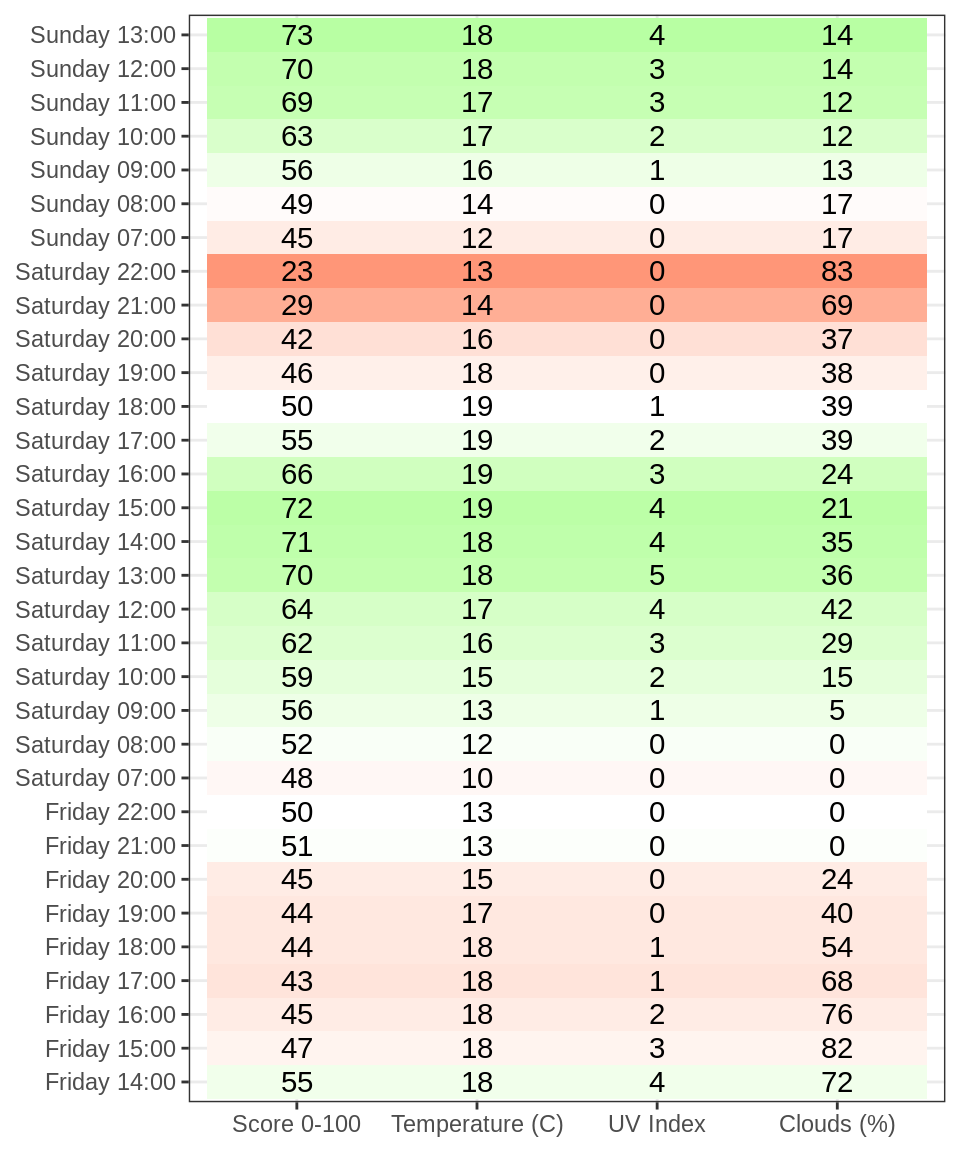 Sunday 13:00 73 18 4 14
Sunday 12:00 70 18 3 14
Sunday 11:00 69 17 3 12
Sunday 10:00 63 17 2 12
Sunday 09:00 56 16 1 13
Sunday 08:00 49 14 0 17
Sunday 07:00 45 12 0 17
Saturday 22:00 23 13 0 83
Saturday 21:00 29 14 0 69
Saturday 20:00 42 16 0 37
Saturday 19:00 46 18 0 38
Saturday 18:00 50 19 1 39
Saturday 17:00 55 19 2 39
Saturday 16:00 66 19 3 24
Saturday 15:00 72 19 4 21
Saturday 14:00 71 18 4 35
Saturday 13:00 70 18 5 36
Saturday 12:00 64 17 4 42
Saturday 11:00 62 16 3 29
Saturday 10:00 59 15 2 15
Saturday 09:00 56 13 1 5
Saturday 08:00 52 12 0 0
Saturday 07:00 48 10 0 0
Friday 22:00 50 13 0 0
Friday 21:00 51 13 0 0
Friday 20:00 45 15 0 24
Friday 19:00 44 17 0 40
Friday 18:00 44 18 1 54
Friday 17:00 43 18 1 68
Friday 16:00 45 18 2 76
Friday 15:00 47 18 3 82
Friday 14:00 55 18 4 72
Score 0-100 Temperature (C) UV Index Clouds (%)